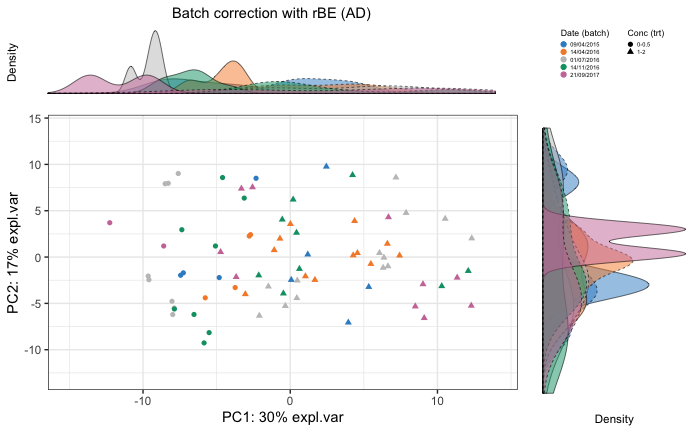 Batch correction with rBE (AD)
Density
Date (batch)
09/04/2015
14/04/2016
01/07/2016
14/11/2016
21/09/2017
Conc (trt)
0-0.5
1-2
15
10
5
0
-5
-10
PC2: 17% expl.var
-10
0
10
PC1: 30% expl.var
Density